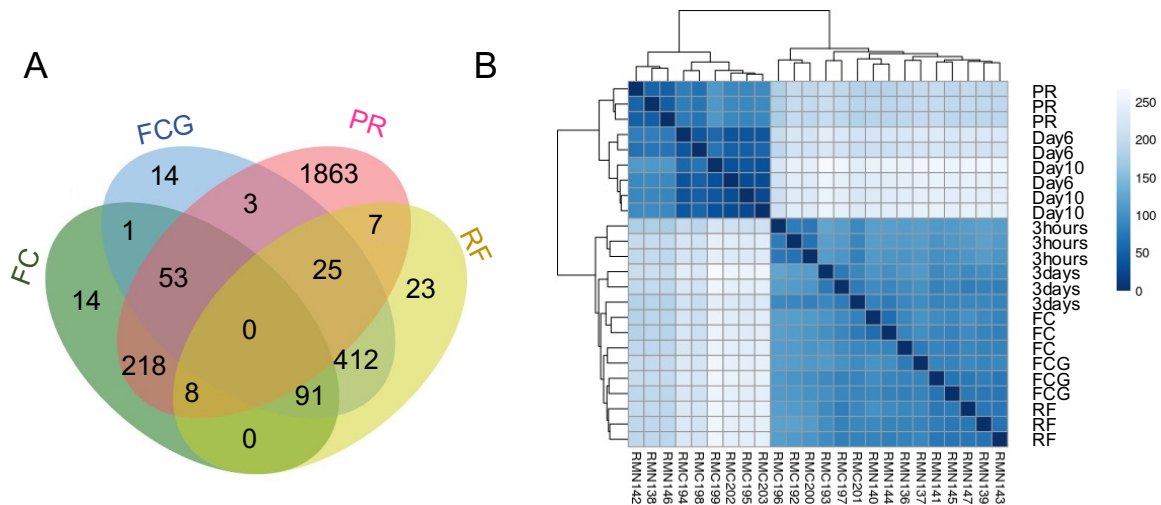 A
B
FCG
PR
FC
RF
14
1863
3
7
1
53
25
23
14
0
218
412
8
91
0
PR
PR
PR
Day6
Day6
Day10
Day6
Day10
Day10
3hours
3hours
3hours
3days
3days
3days
FC
FC
FC
FCG
FCG
FCG
RF
RF
RF
250
200
150
100
50
0
RMN142
RMN138
RMN146
RMC194
RMC198
RMC199
RMC202
RMC195
RMC203
RMC196
RMC192
RMC200
RMC193
RMC197
RMC201
RMN140
RMN144
RMN136
RMN137
RMN141
RMN145
RMN147
RMN139
RMN143